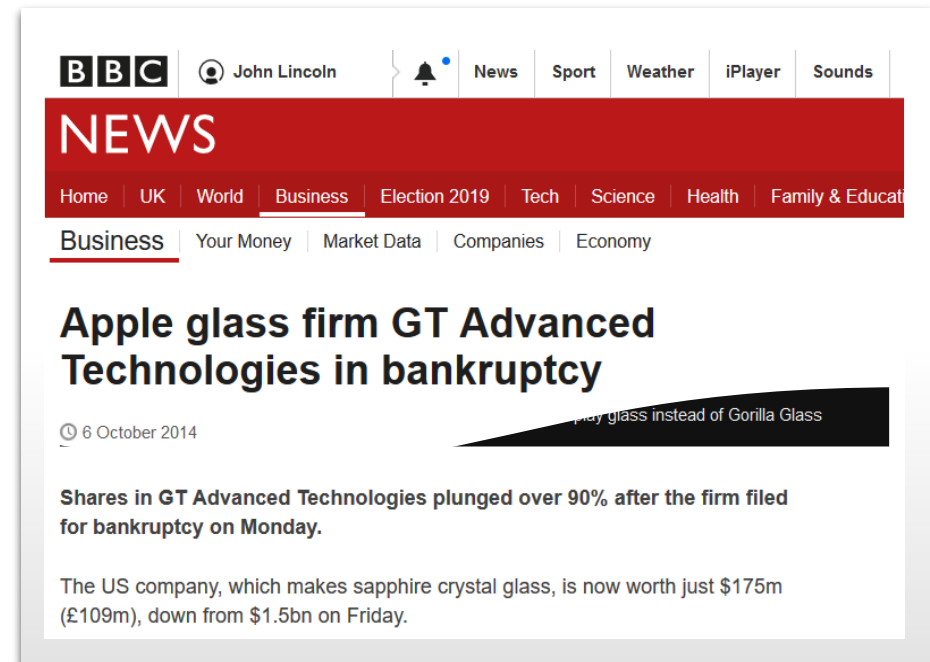 BBC John Lincoln News Sport Weather iPlayer Sounds
NEWS
Home UK World Business Election 2019 Tech Science Health Family &
Business Your Money Market Data Companies Economy
Apple glass firm GT Advanced
Technologies in bankruptcy
glass instead of Gorilla Glass
6 October 2014
Shares in GT Advanced Technologies plunged over 90% after the firm filed
for bankruptcy on Monday.
The US company, which makes sapphire crystal glass, is now worth just $175m
(£109m), down from $1.5bn on Friday.